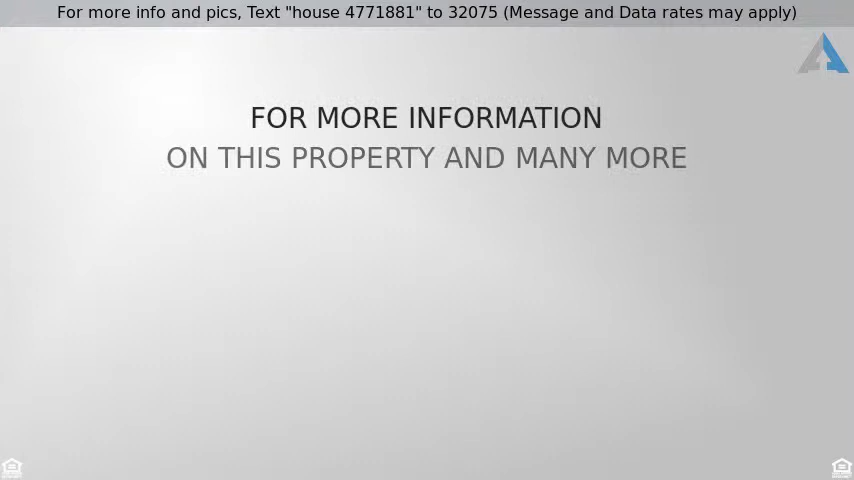 For more info and pics, Text "house 4771881" to 32075 (Message and Data rates may apply)
FOR MORE INFORMATION
ON THIS PROPERTY AND MANY MORE